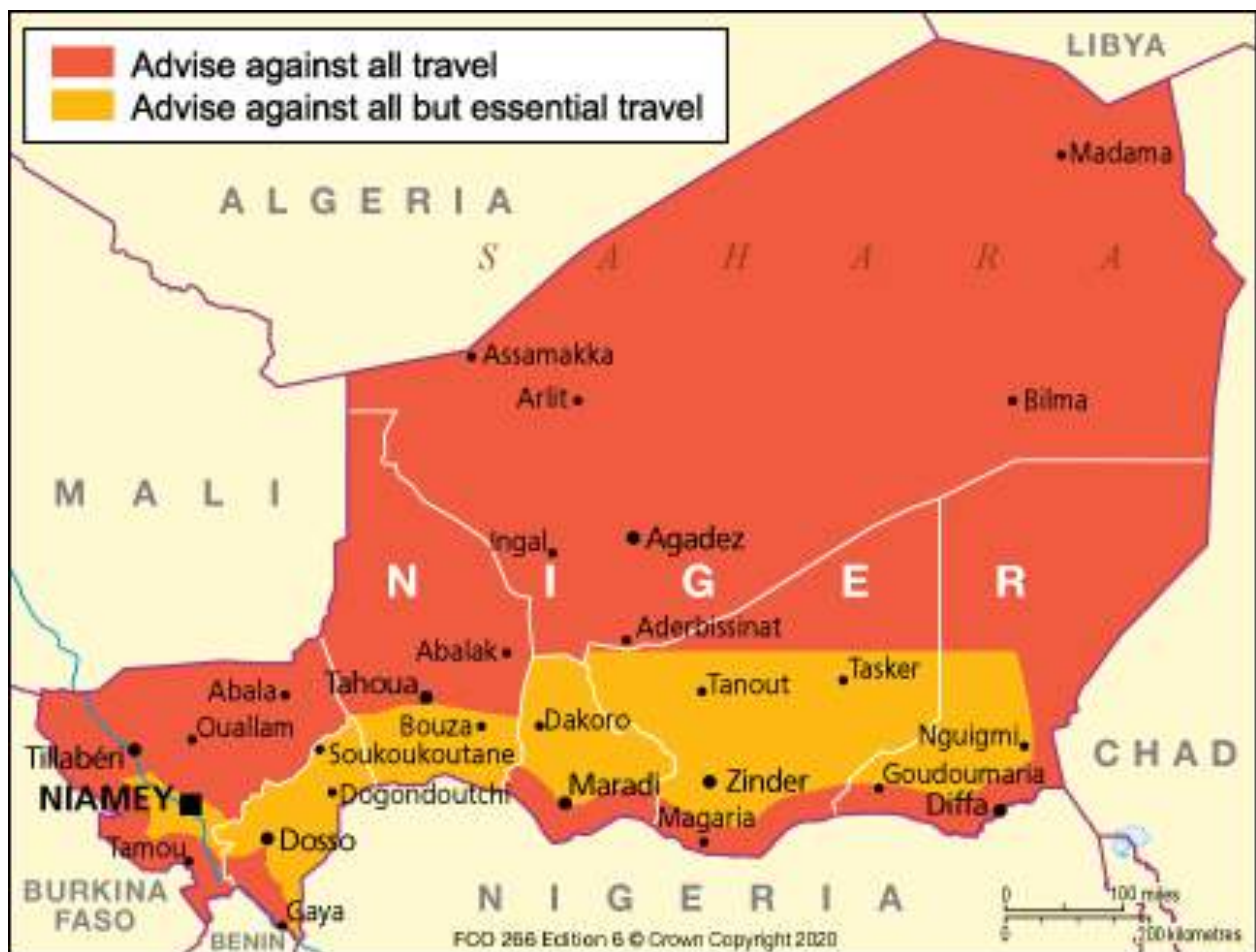 Advise against all travel
Advise against all but essential travel
LIBYA
Madama
ALGERIA
SAHARA
Assamakka
Arlit
Bilma
MALI
Ingal
Agadez
NIGER
Aderbissinat
Abalak
Tahoua
Abala
Tanout
Tasker
Ouallam
Bouza
Dakoro
Soukoukoutane
Nguigmi
Tillabéri
CHAD
Goudoumaria
NIAMEY
Dogondoutchi
Maradi
Zinder
Diffa
Magaria
Dosso
Tamou
BURKINA
FASO
NIGERIA
0 100 miles
Gaya
BENIN
FCO 266 Edition 6 © Crown Copyright 2020
0 200 kilometres